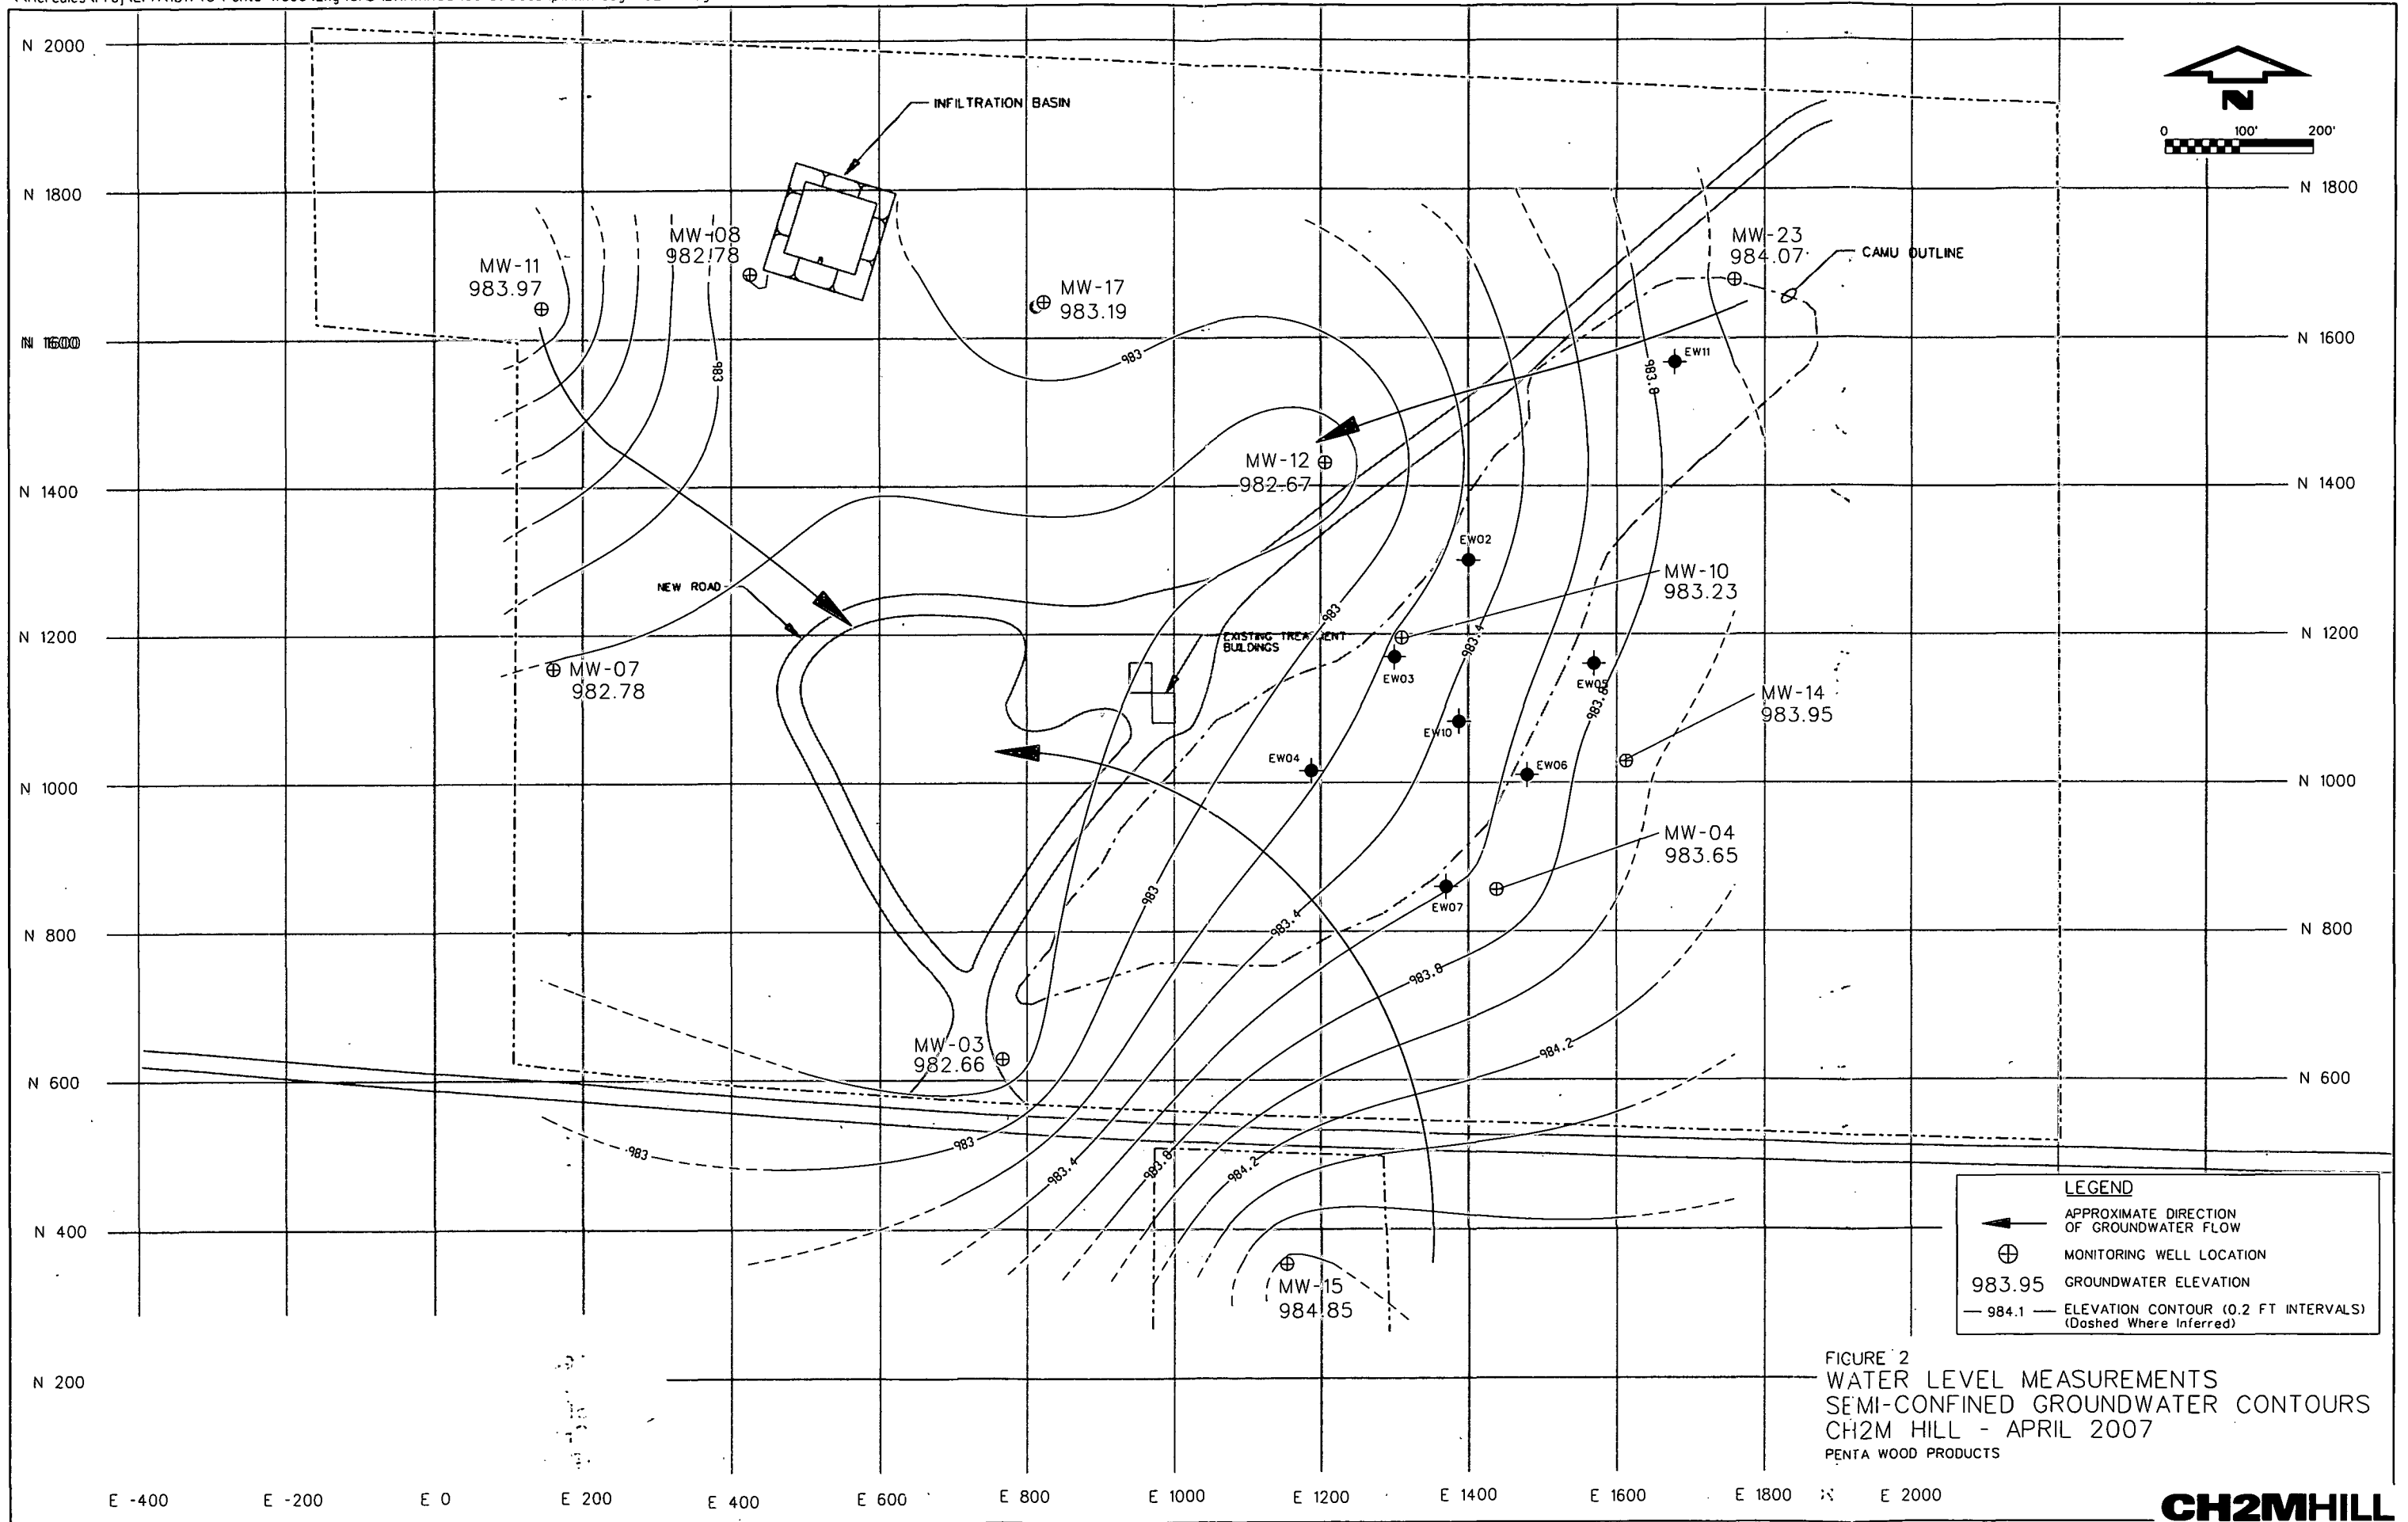 N 2000
INFILTRATION BASIN
N
0 100' 200'
N 1800
N 1800
MW-08
982.78
MW-23
984.07
CAMU OUTLINE
MW-11
983.97
MW-17
983.19
N 1600
N 1600
983
983
983.8
EW11
MW-12
982.67
N 1400
N 1400
EW02
MW-10
983.23
NEW ROAD
983
N 1200
N 1200
EXISTING TREATMENT
BUILDINGS
983.4
MW-07
982.78
EW03
EW05
983.8
MW-14
983.95
EW10
EW04
EW06
N 1000
N 1000
MW-04
983.65
983
EW07
983.4
N 800
N 800
983.8
MW-03
982.66
984.2
N 600
N 600
983
983
983.4
983.8
984.2
LEGEND
APPROXIMATE DIRECTION
OF GROUNDWATER FLOW
MONITORING WELL LOCATION
983.95 GROUNDWATER ELEVATION
984.1 ELEVATION CONTOUR (0.2 FT INTERVALS)
(Dashed Where Inferred)
N 400
MW-15
984.85
N 200
FIGURE 2
WATER LEVEL MEASUREMENTS
SEMI-CONFINED GROUNDWATER CONTOURS
CH2M HILL - APRIL 2007
PENTA WOOD PRODUCTS
E -400 E -200 E 0 E 200 E 400 E 600 E 800 E 1000 E 1200 E 1400 E 1600 E 1800 E 2000
CH2MHILL